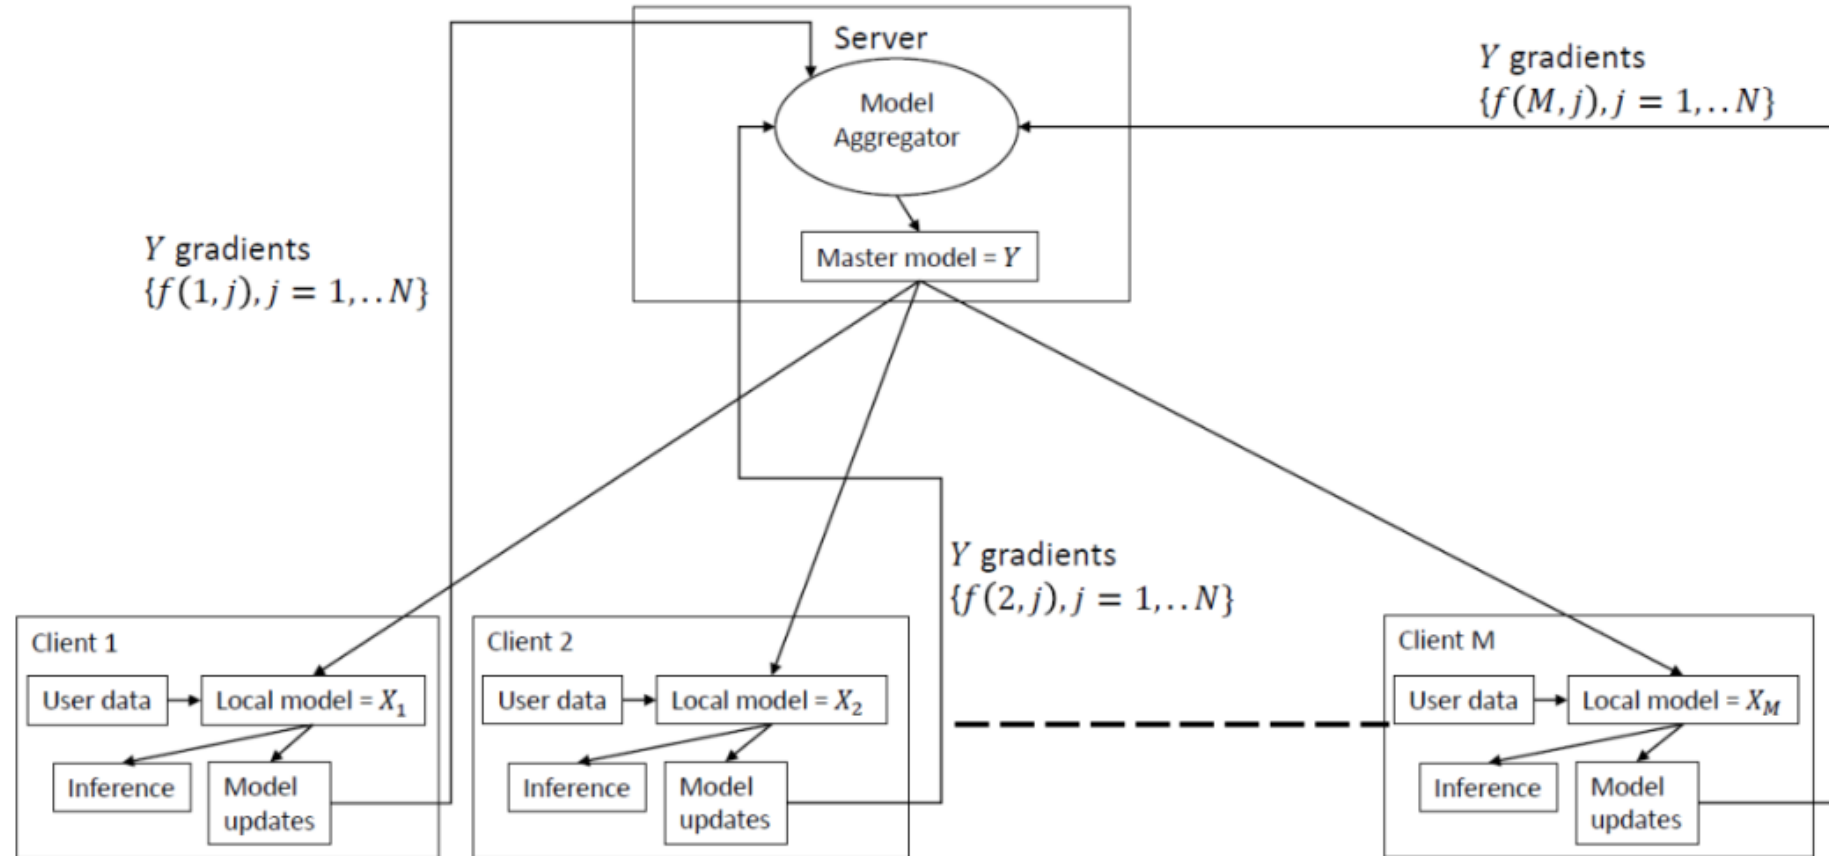 Server
Model
Aggregator
Master model = Y
Y gradients
{f(M, j), j = 1,..N}
Y gradients
{f(1, j), j = 1,..N}
Y gradients
{f(2, j), j = 1,..N}
Client 1
User data
Local model = X₁
Inference
Model
updates
Client 2
User data
Local model = X₂
Inference
Model
updates
Client M
User data
Local model = X_M
Inference
Model
updates